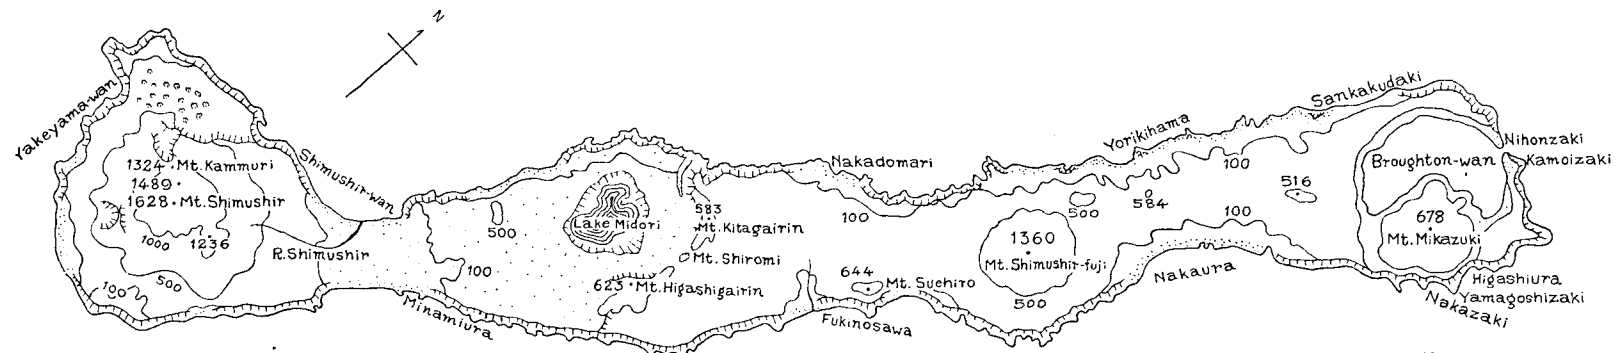 N
Yakeyama-wan
1324 Mt. Kammuri
1489
1628 Mt. Shimushir
1236
1000
500
100
Shimushir-wan
R. Shimushir
100
500
Lake Midori
Minamiura
583
Mt. Kitagairin
Mt. Shiromi
623 Mt. Higashigairin
Nakadomari
100
644
Mt. Suehiro
Fukinosawa
1360
Mt. Shimushir-fuji
500
500
584
Yorikihama
100
516
100
Nakaura
Sankakudaki
Broughton-wan
678
Mt. Mikazuki
Nihonzaki
Kamoizaki
Higashiura
Yamagoshizaki
Nakazaki